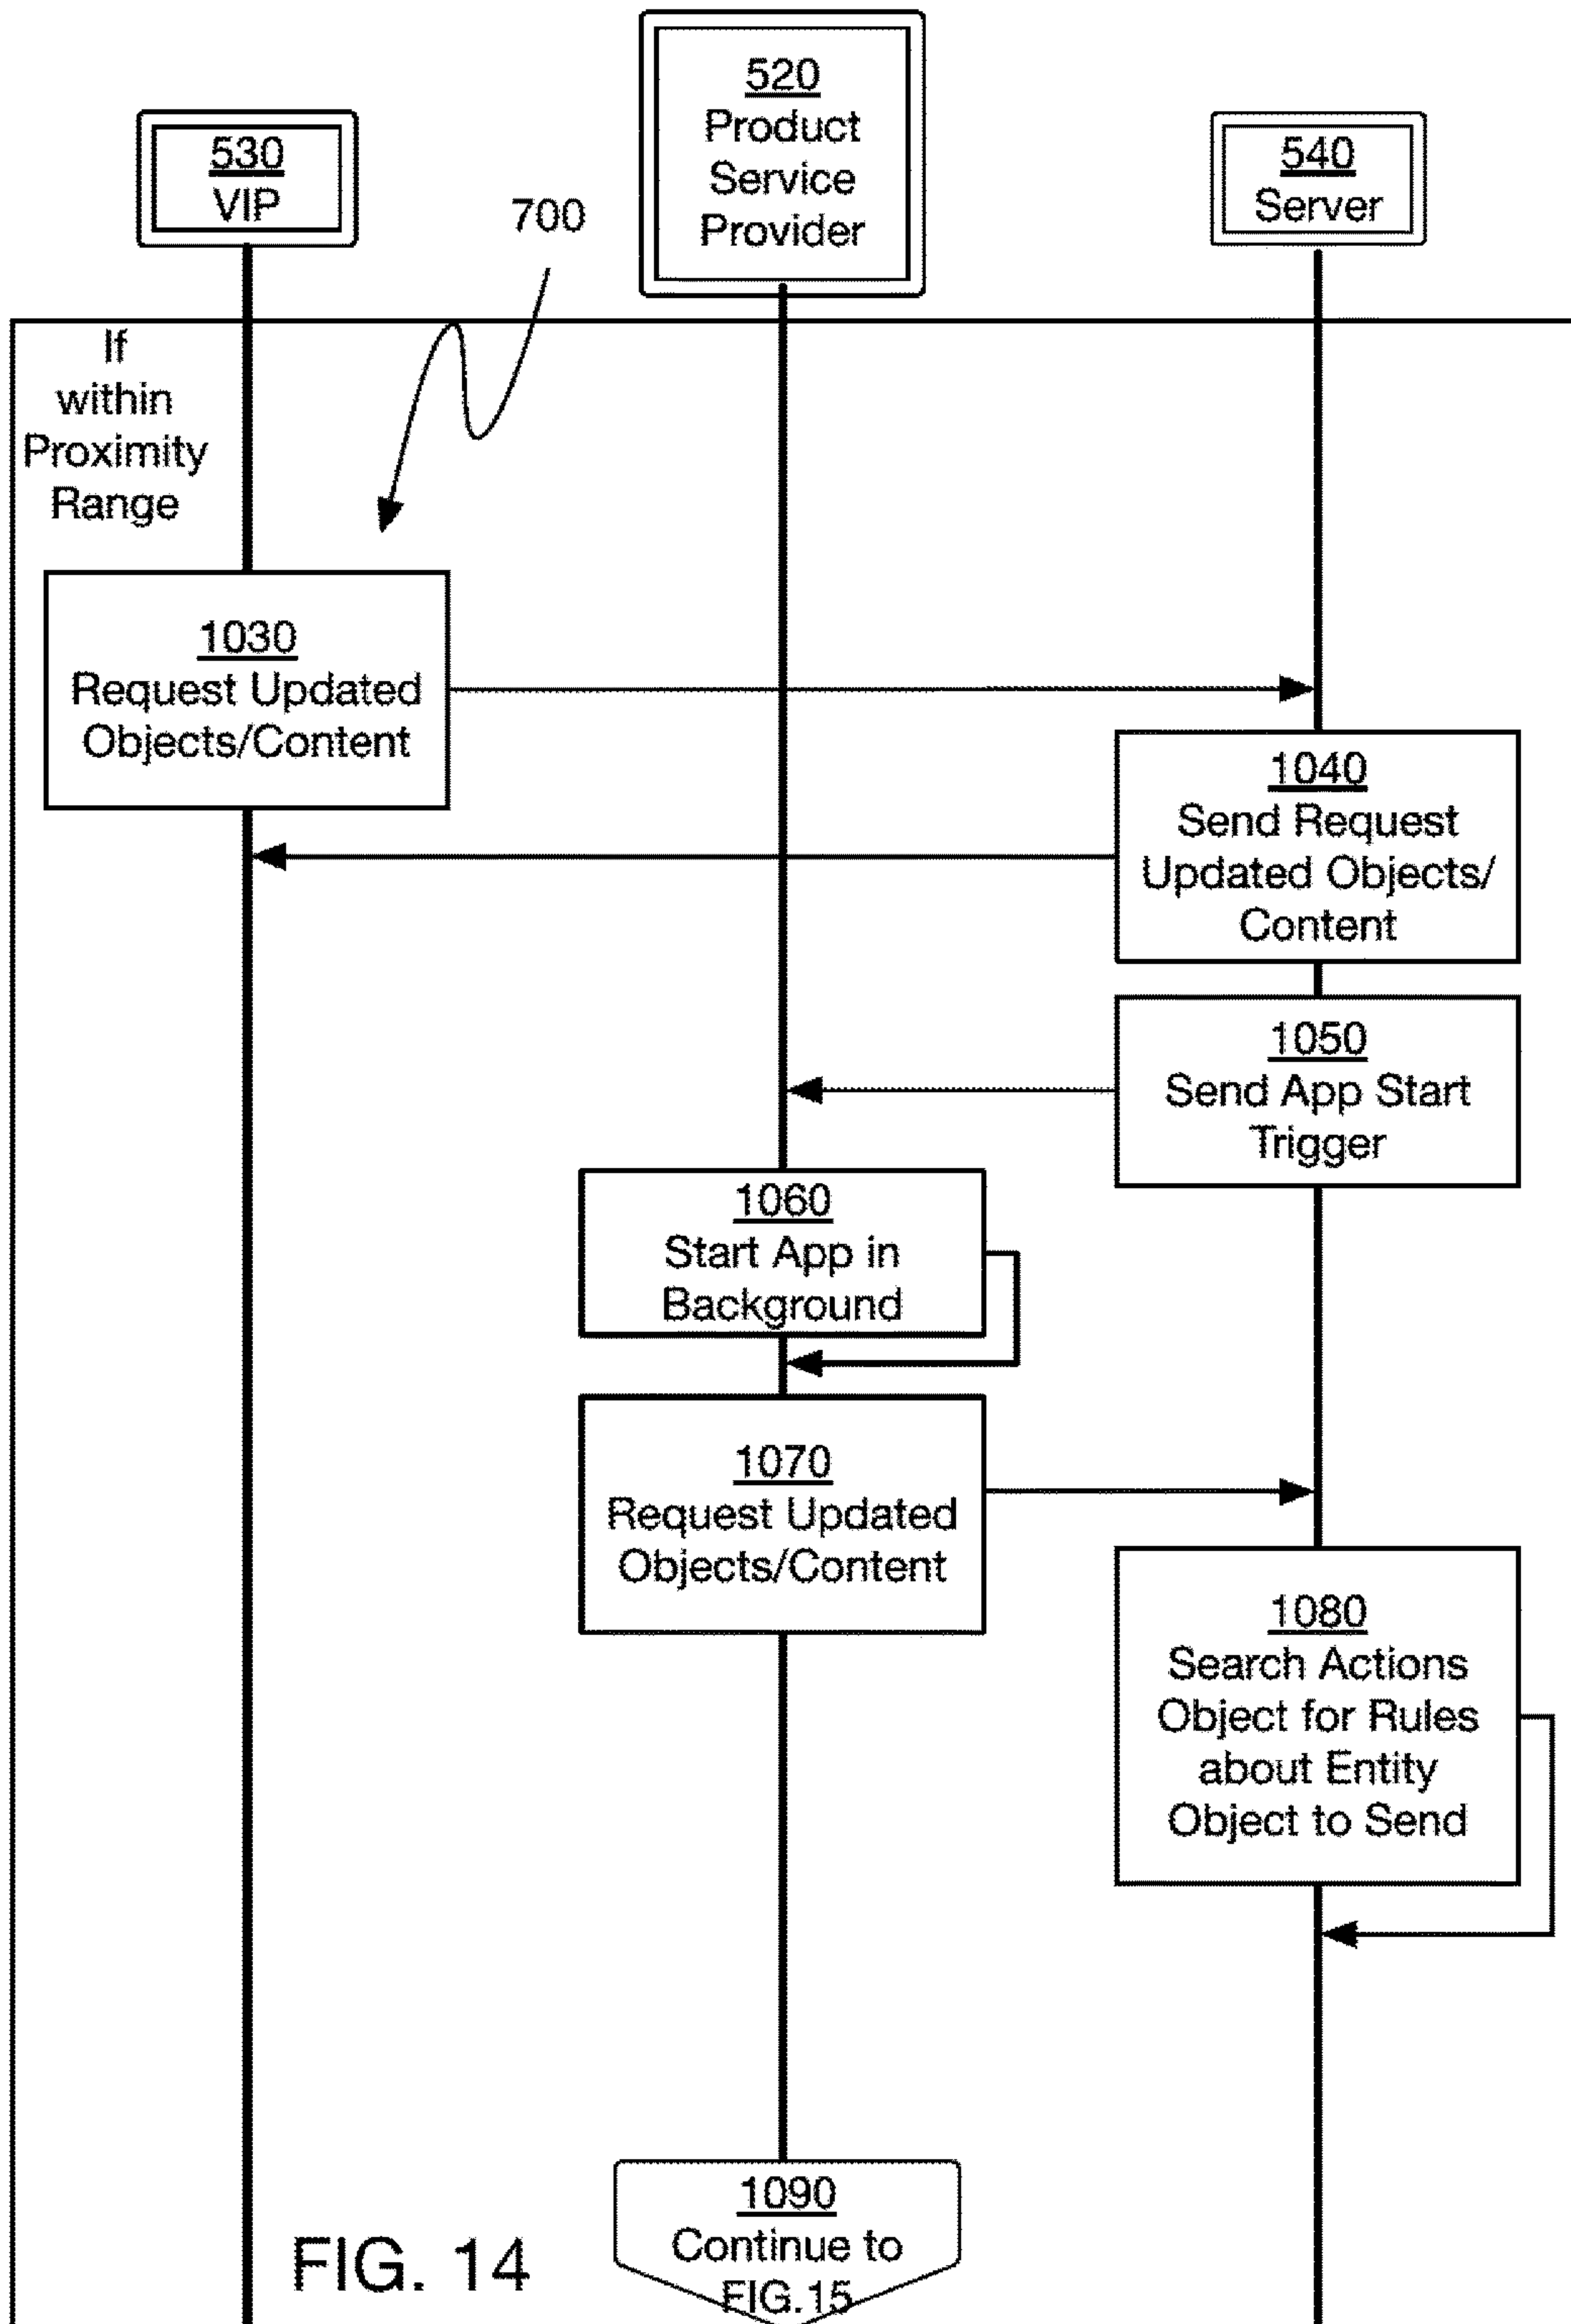 530
VIP
520
Product
Service
Provider
540
Server
700
If
within
Proximity
Range
1030
Request Updated
Objects/Content
1040
Send Request
Updated Objects/
Content
1050
Send App Start
Trigger
1060
Start App in
Background
1070
Request Updated
Objects/Content
1080
Search Actions
Object for Rules
about Entity
Object to Send
1090
Continue to
FIG.15
FIG. 14